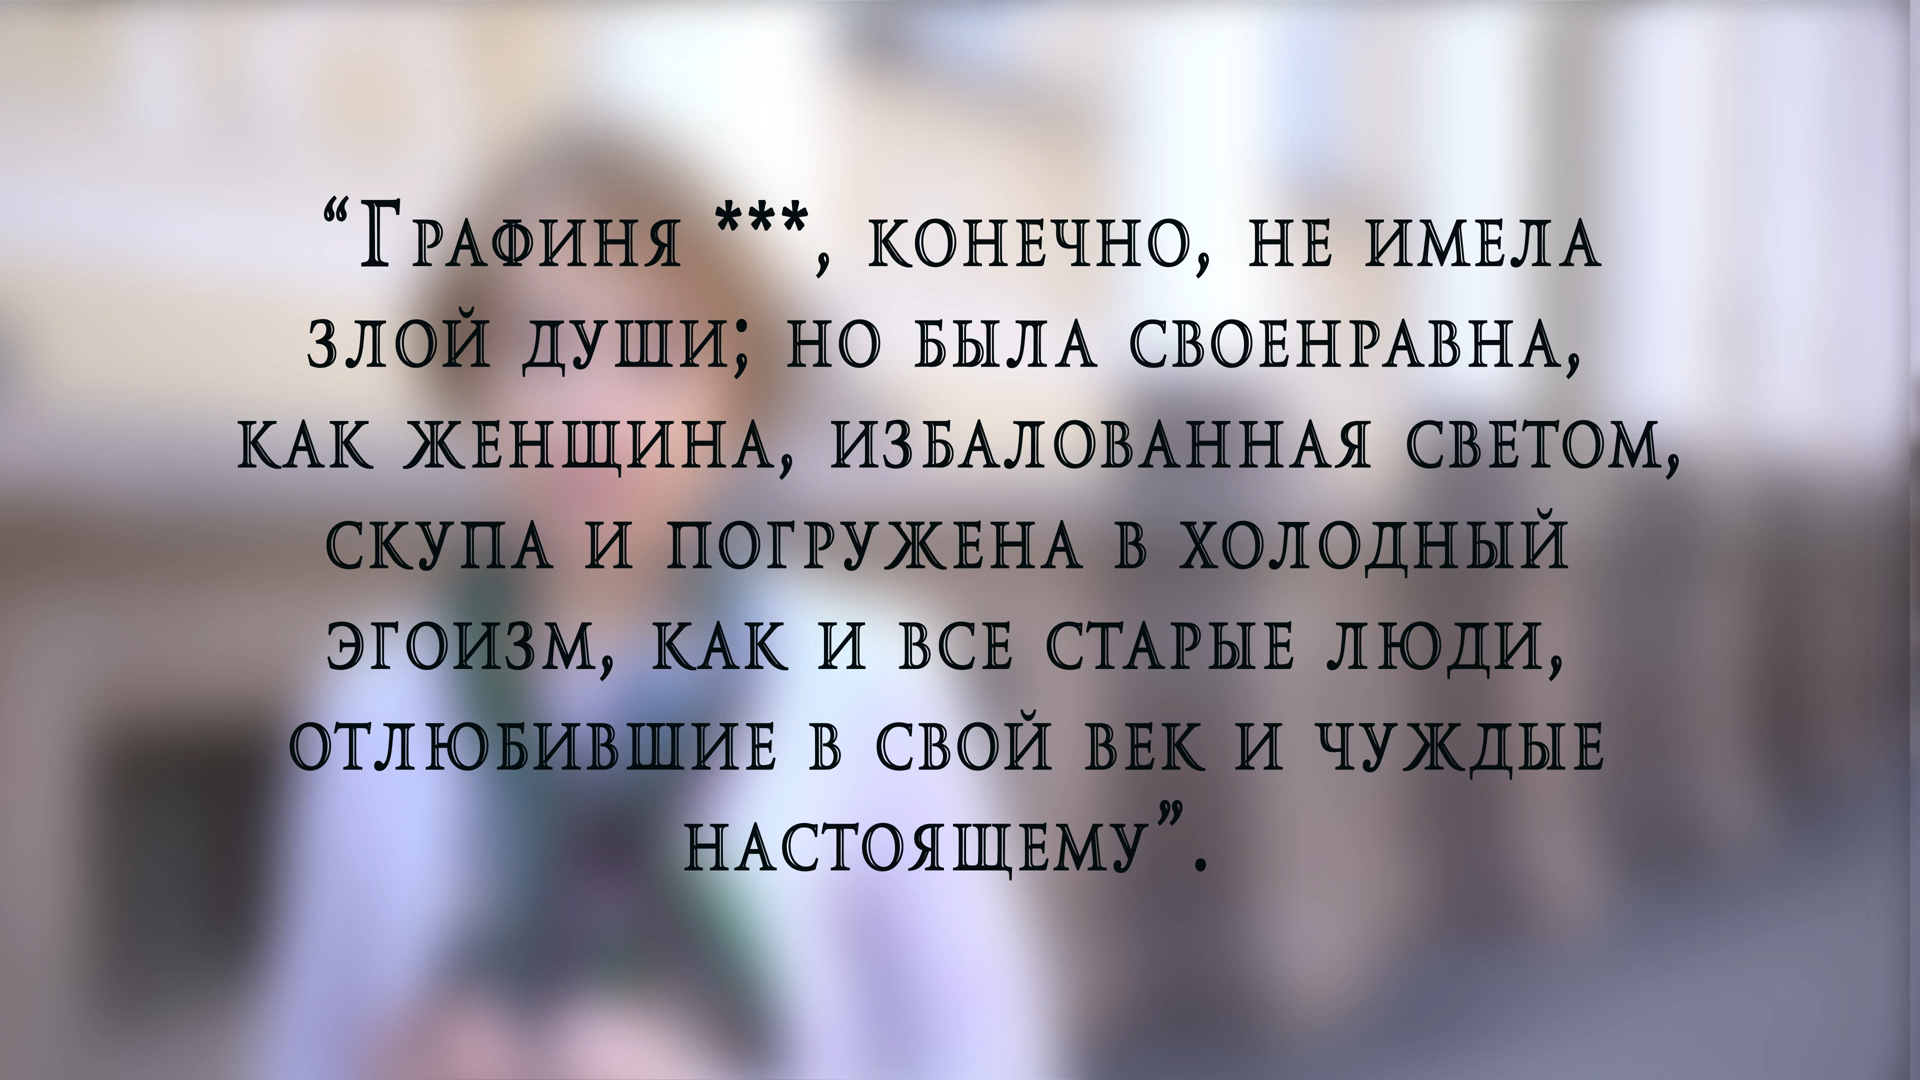 “Графиня ***, конечно, не имела
злой души; но была своенравна,
как женщина, избалованная светом,
скупа и погружена в холодный
эгоизм, как и все старые люди,
отлюбившие в свой век и чуждые
настоящему”.